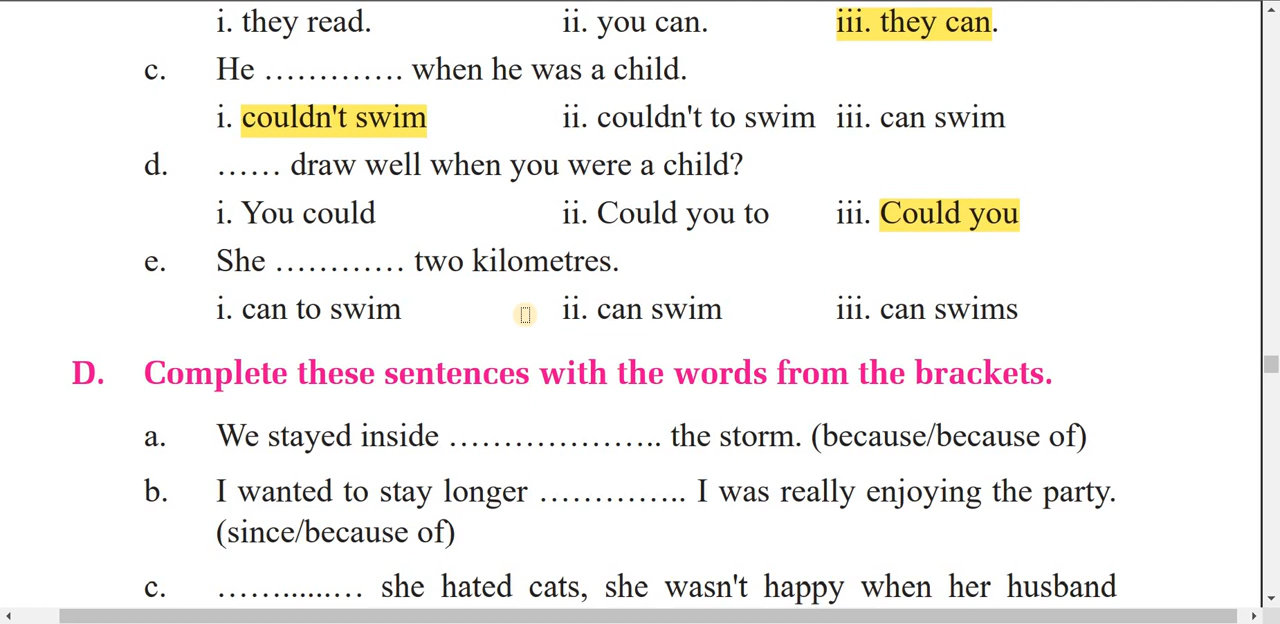 i. they read. ii. you can. iii. they can.
c. He ............. when he was a child.
i. couldn't swim ii. couldn't to swim iii. can swim
d. ...... draw well when you were a child?
i. You could ii. Could you to iii. Could you
e. She ............ two kilometres.
i. can to swim ii. can swim iii. can swims
D. Complete these sentences with the words from the brackets.
a. We stayed inside .................... the storm. (because/because of)
b. I wanted to stay longer .............. I was really enjoying the party.
(since/because of)
c. ............... she hated cats, she wasn't happy when her husband